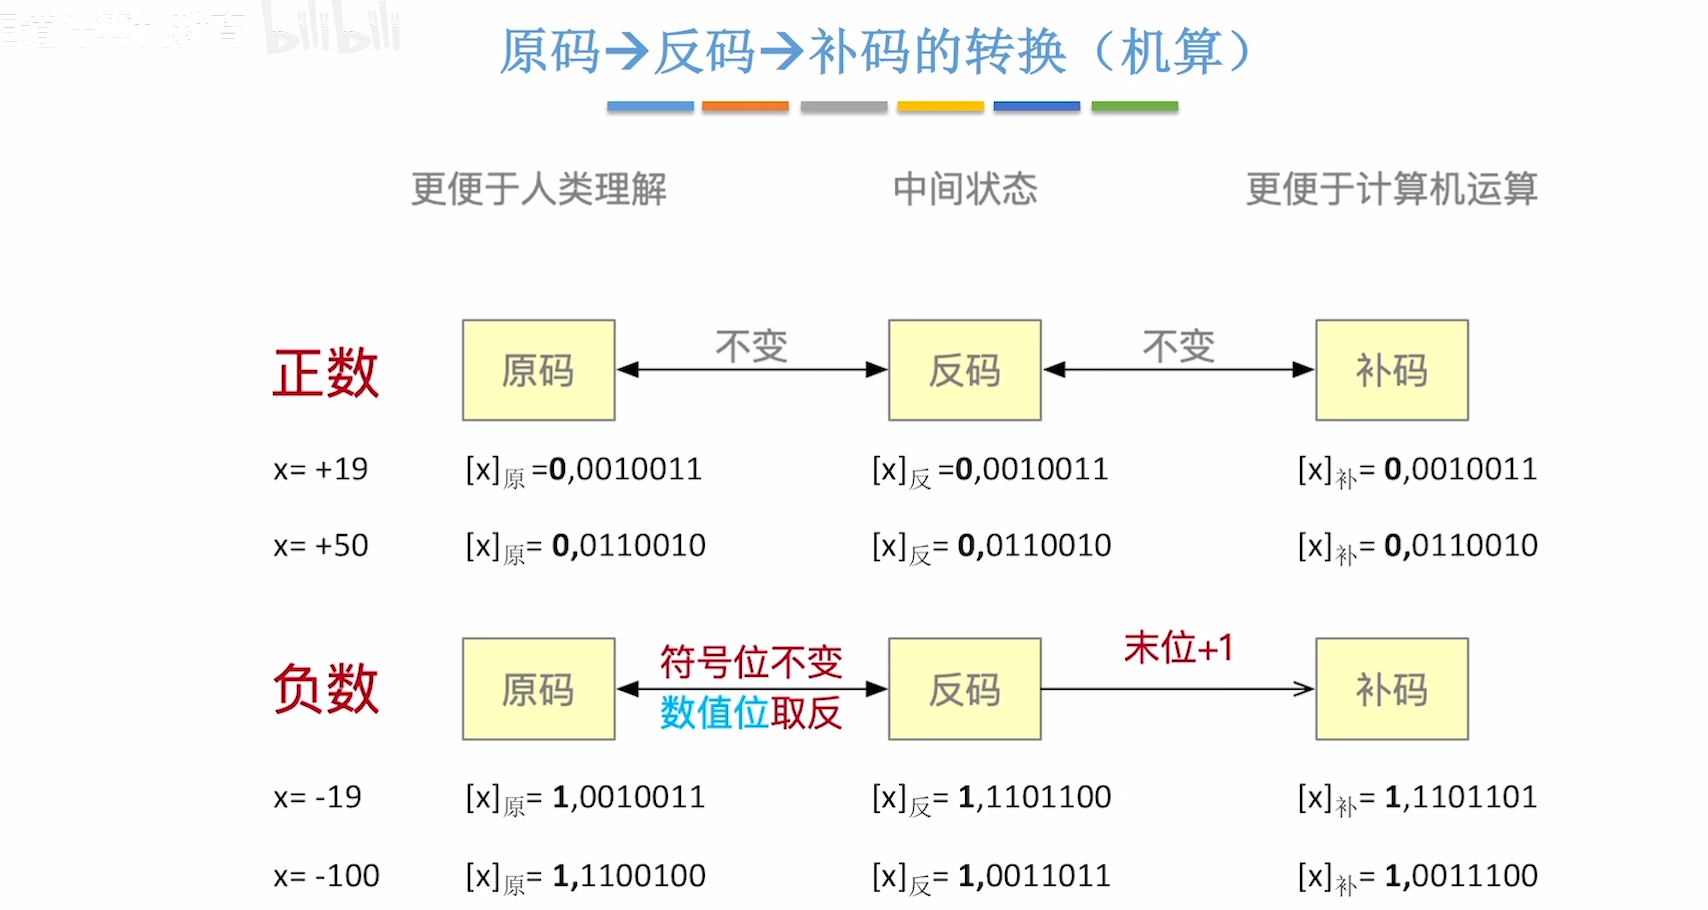 bilibili
原码→反码→补码的转换（机算）
更便于人类理解 中间状态 更便于计算机运算
正数 原码 不变 反码 不变 补码
x= +19 [x]原 =0,0010011 [x]反 =0,0010011 [x]补= 0,0010011
x= +50 [x]原= 0,0110010 [x]反= 0,0110010 [x]补= 0,0110010
负数 原码 符号位不变 数值位取反 反码 末位+1 补码
x= -19 [x]原= 1,0010011 [x]反= 1,1101100 [x]补= 1,1101101
x= -100 [x]原= 1,1100100 [x]反= 1,0011011 [x]补= 1,0011100